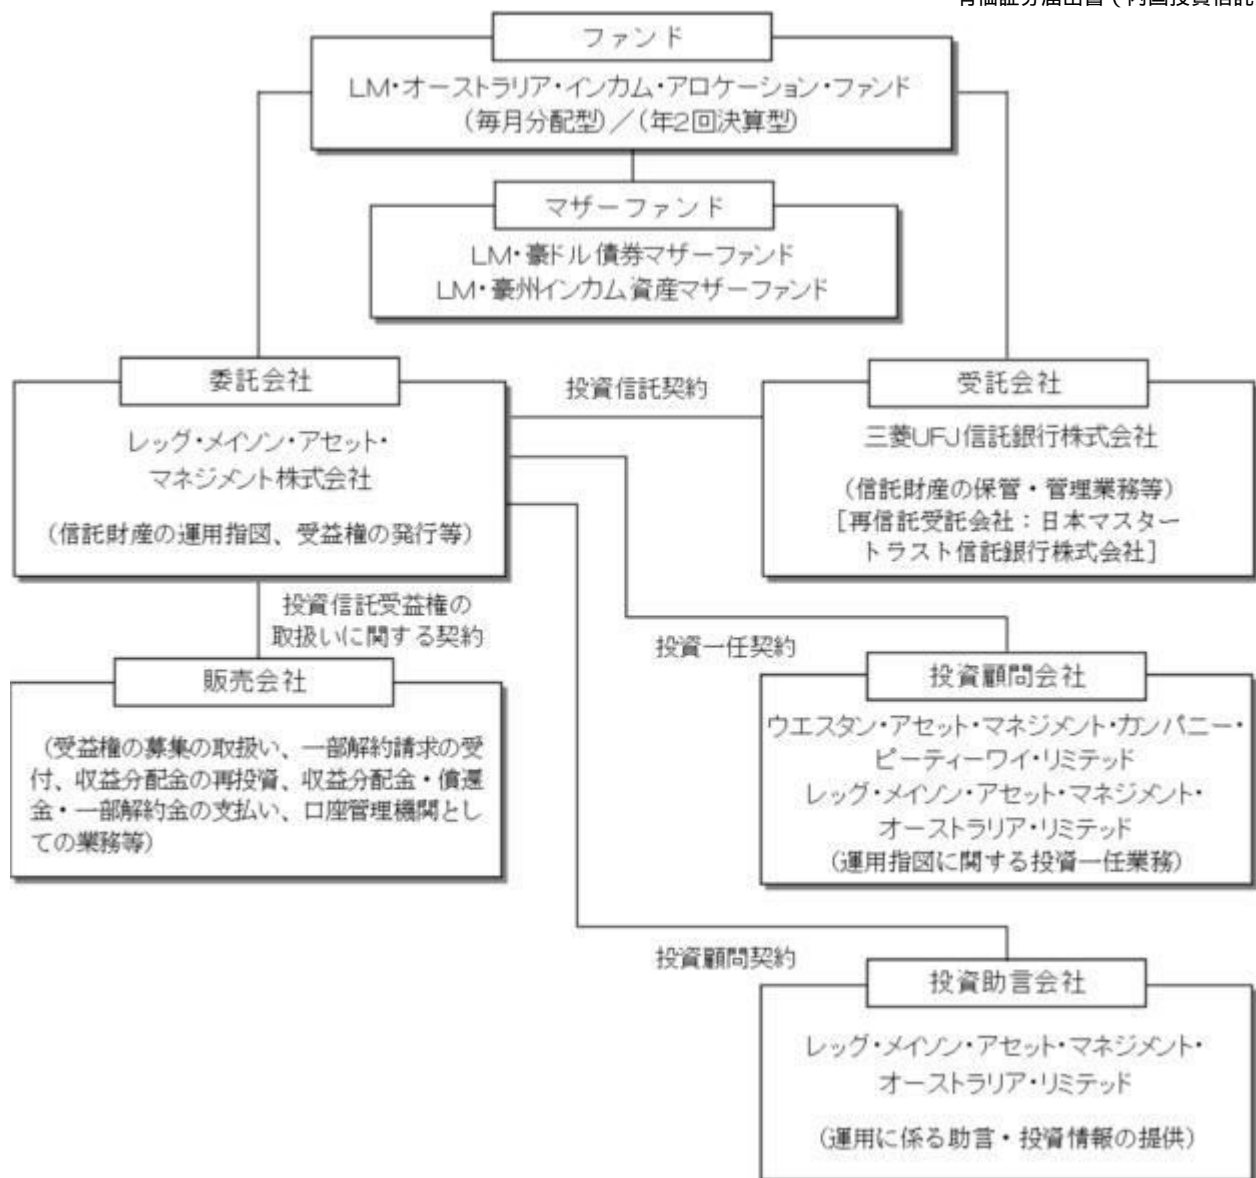 有価証券届出書（内国投資信託
ファンド
LM・オーストラリア・インカム・アロケーション・ファンド
（毎月分配型）／（年2回決算型）
マザーファンド
LM・豪ドル債券マザーファンド
LM・豪州インカム資産マザーファンド
委託会社
レッグ・メイソン・アセット・
マネジメント株式会社
（信託財産の運用指図、受益権の発行等）
投資信託契約
受託会社
三菱UFJ信託銀行株式会社
（信託財産の保管・管理業務等）
［再信託受託会社：日本マスター
トラスト信託銀行株式会社］
投資信託受益権の
取扱いに関する契約
販売会社
（受益権の募集の取扱い、一部解約請求の受
付、収益分配金の再投資、収益分配金・償還
金・一部解約金の支払い、口座管理機関とし
ての業務等）
投資一任契約
投資顧問会社
ウエスタン・アセット・マネジメント・カンパニー・
ピーティーワイ・リミテッド
レッグ・メイソン・アセット・マネジメント・
オーストラリア・リミテッド
（運用指図に関する投資一任業務）
投資顧問契約
投資助言会社
レッグ・メイソン・アセット・マネジメント・
オーストラリア・リミテッド
（運用に係る助言・投資情報の提供）